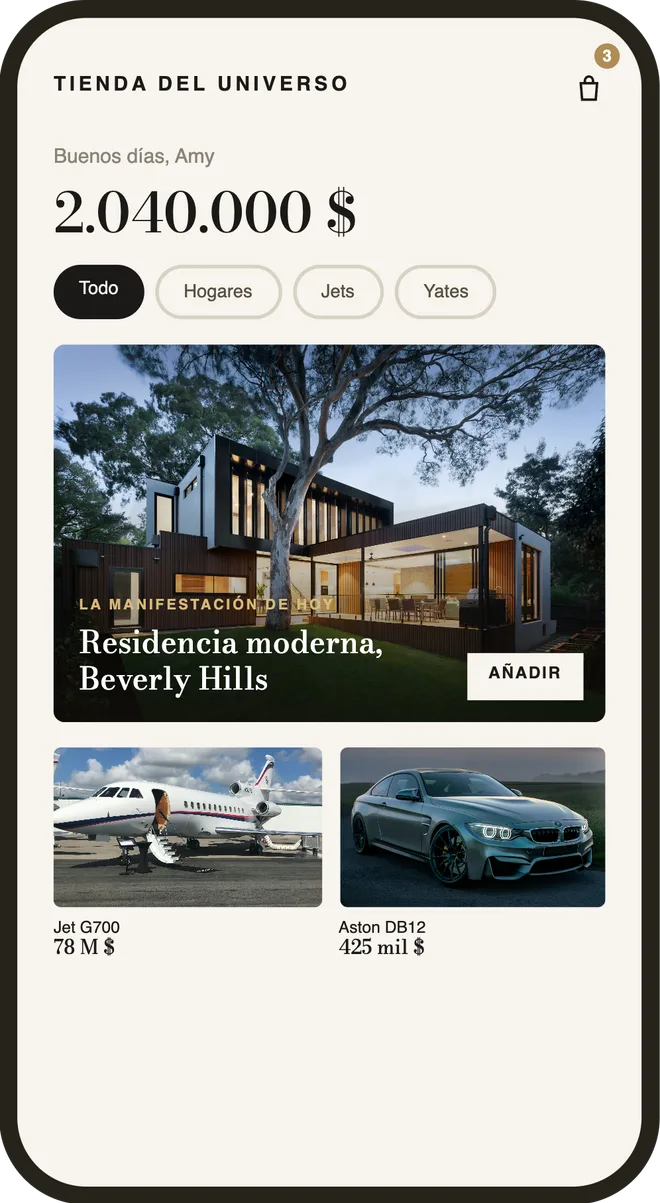 3
TIENDA DEL UNIVERSO
Buenos días, Amy
2.040.000 $
Todo
Hogares
Jets
Yates
LA MANIFESTACIÓN DE HOY
Residencia moderna,
Beverly Hills
AÑADIR
Jet G700
78 M $
Aston DB12
425 mil $